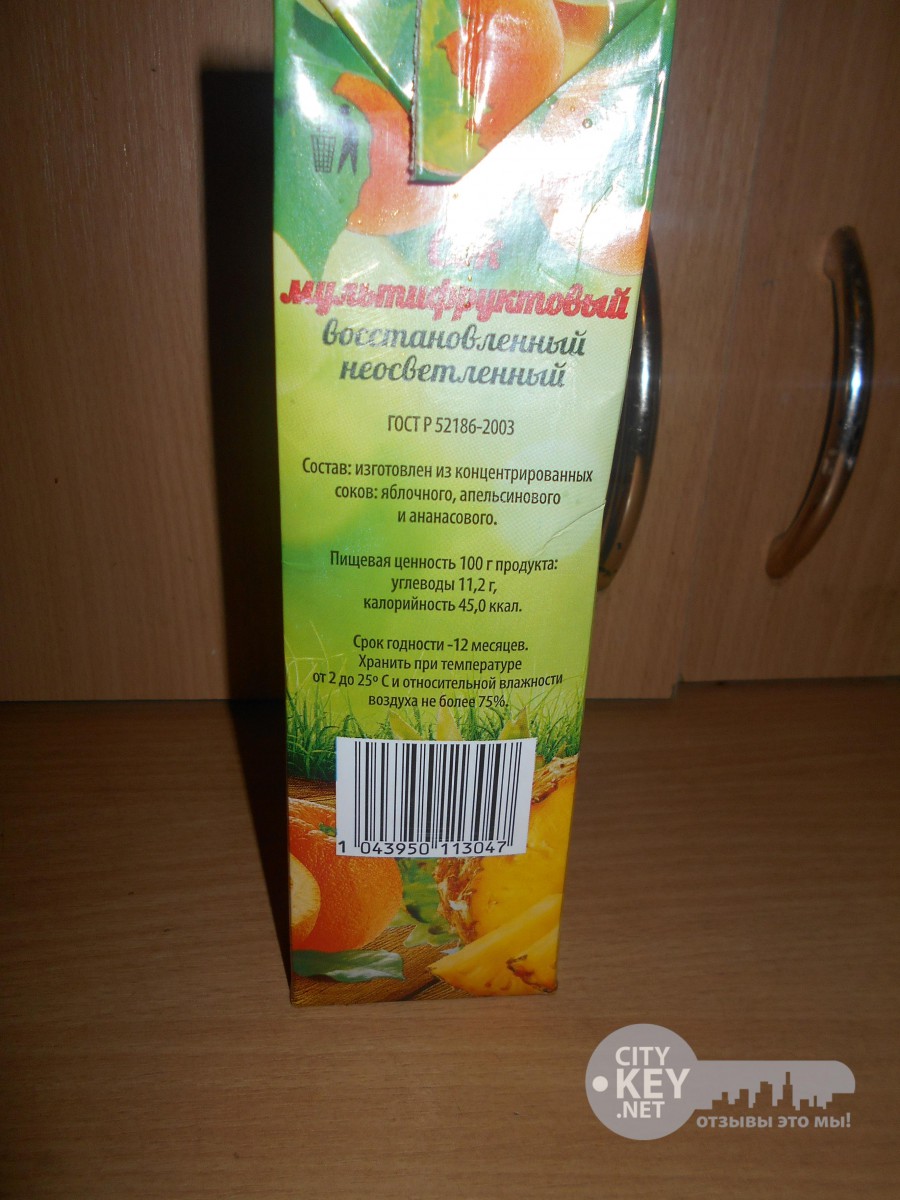 Сок
мультифруктовый
восстановленный
неосветленный
ГОСТ Р 52186-2003
Состав: изготовлен из концентрированных
соков: яблочного, апельсинового
и ананасового.
Пищевая ценность 100 г продукта:
углеводы 11,2 г,
калорийность 45,0 ккал.
Срок годности -12 месяцев.
Хранить при температуре
от 2 до 25º С и относительной влажности
воздуха не более 75%.
1 043950 113047
CITY
KEY
.NET
ОТЗЫВЫ ЭТО МЫ!